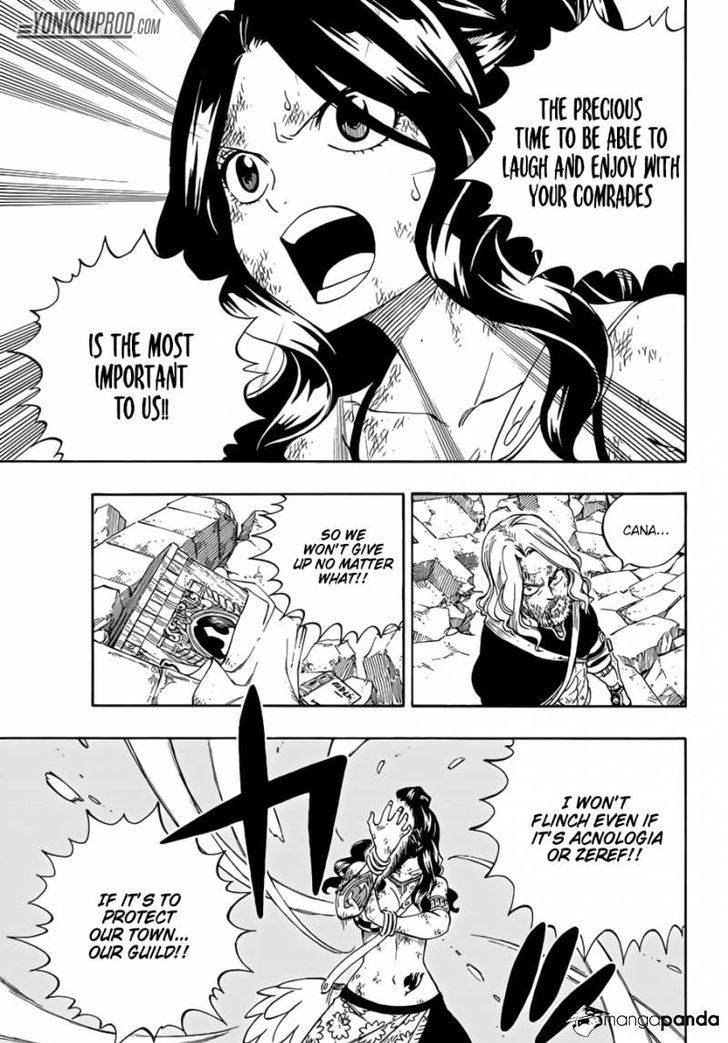 YONKOUPROD.COM
THE PRECIOUS
TIME TO BE ABLE TO
LAUGH AND ENJOY WITH
YOUR COMRADES
IS THE MOST
IMPORTANT
TO US!!
CANA...
SO WE
WON'T GIVE
UP NO MATTER
WHAT!!
I WON'T
FLINCH EVEN IF
IT'S ACNOLOGIA
OR ZEREF!!
IF IT'S TO
PROTECT
OUR TOWN...
OUR GUILD!!
mangapanda